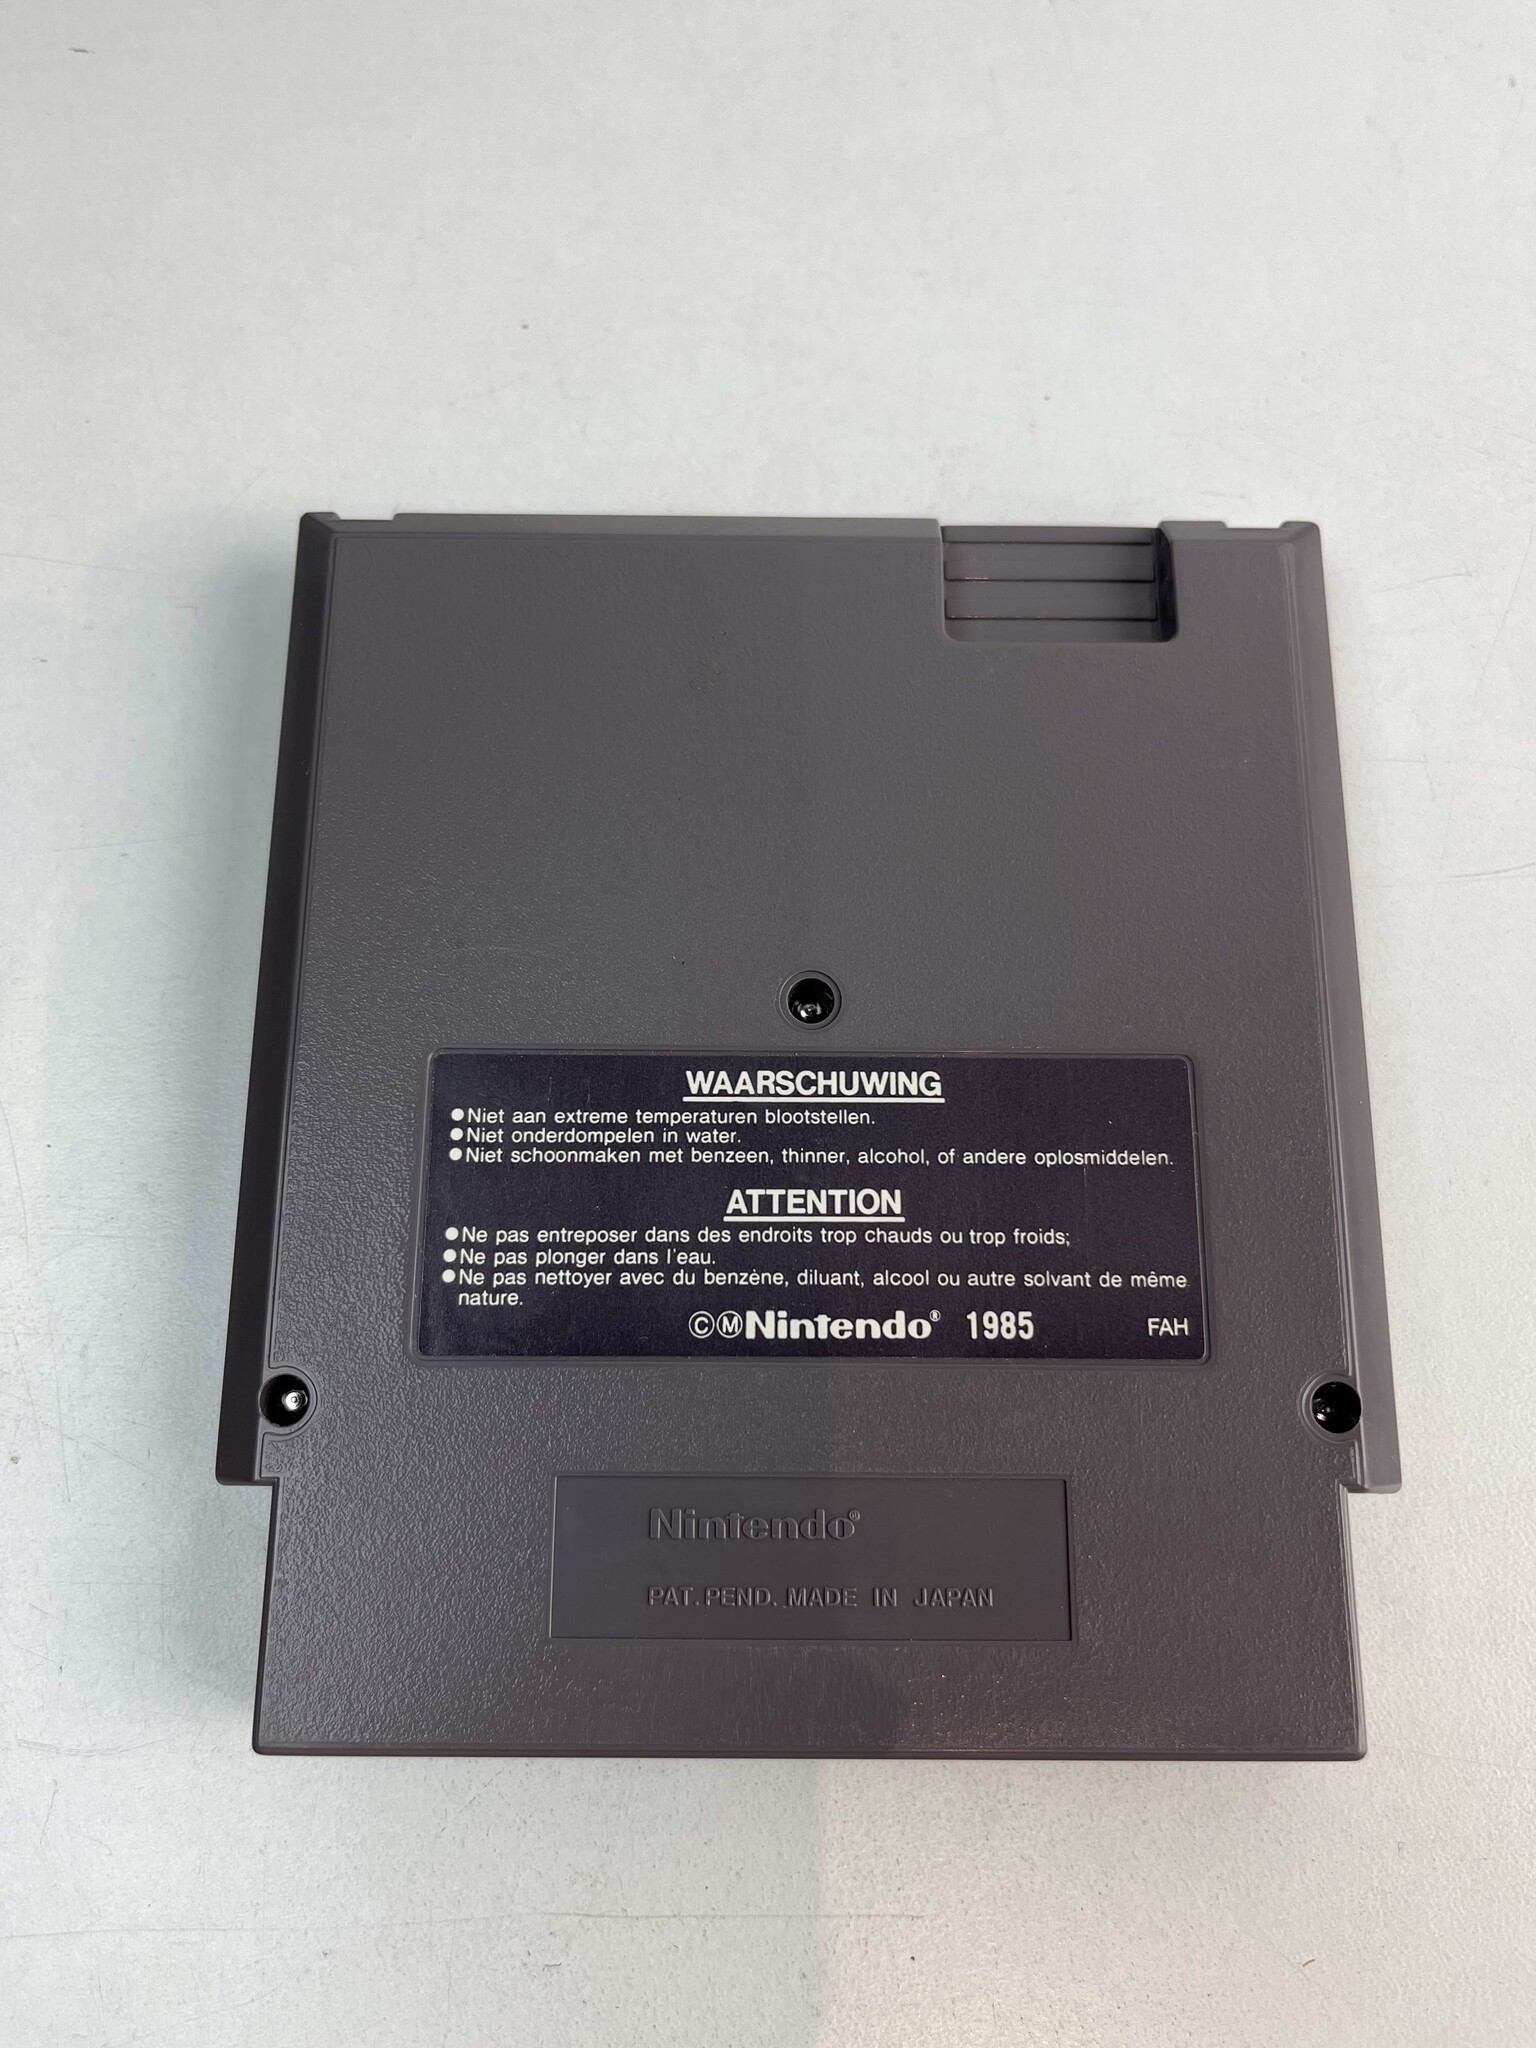 WAARSCHUWING
●Niet aan extreme temperaturen blootstellen.
●Niet onderdompelen in water.
●Niet schoonmaken met benzeen, thinner, alcohol, of andere oplosmiddelen.
ATTENTION
●Ne pas entreposer dans des endroits trop chauds ou trop froids;
●Ne pas plonger dans l'eau.
●Ne pas nettoyer avec du benzène, diluant, alcool ou autre solvant de même
nature.
ⒸⓂNintendo® 1985 FAH
Nintendo®
PAT.PEND. MADE IN JAPAN